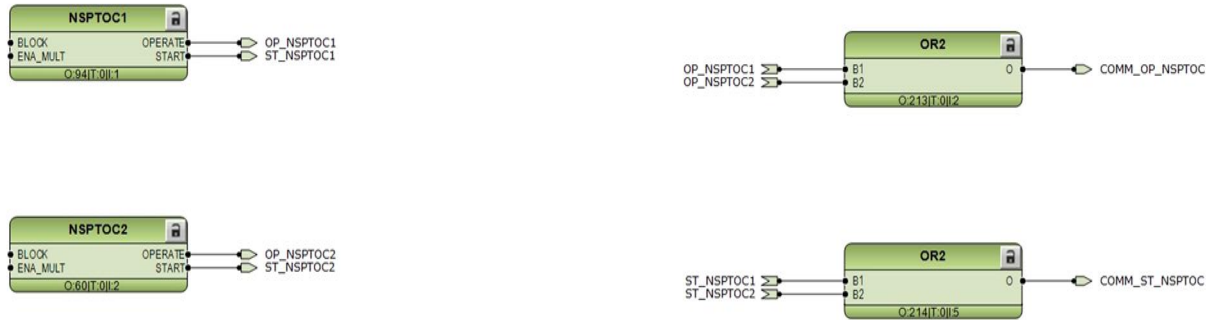 NSPTOC1
BLOCK OPERATE OP_NSPTOC1
ENA_MULT START ST_NSPTOC1
O:94|T:0|I:1
OR2
OP_NSPTOC1 B1 O COMM_OP_NSPTOC
OP_NSPTOC2 B2
O:213|T:0|I:2
NSPTOC2
BLOCK OPERATE OP_NSPTOC2
ENA_MULT START ST_NSPTOC2
O:60|T:0|I:2
OR2
ST_NSPTOC1 B1 O COMM_ST_NSPTOC
ST_NSPTOC2 B2
O:214|T:0|I:5